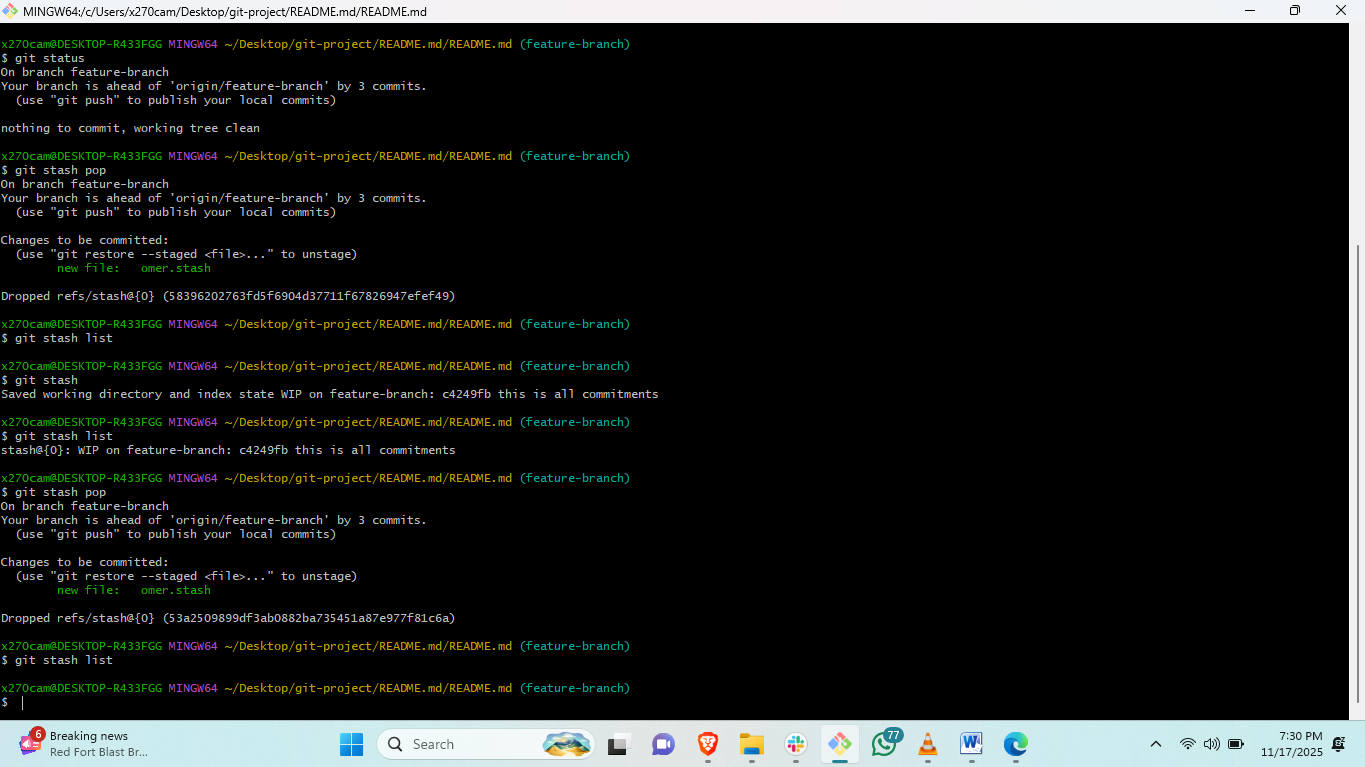 MINGW64:/c/Users/x270cam/Desktop/git-project/README.md/README.md
x270cam@DESKTOP-R433FGG MINGW64 ~/Desktop/git-project/README.md/README.md (feature-branch)
$ git status
On branch feature-branch
Your branch is ahead of 'origin/feature-branch' by 3 commits.
  (use "git push" to publish your local commits)
nothing to commit, working tree clean
x270cam@DESKTOP-R433FGG MINGW64 ~/Desktop/git-project/README.md/README.md (feature-branch)
$ git stash pop
On branch feature-branch
Your branch is ahead of 'origin/feature-branch' by 3 commits.
  (use "git push" to publish your local commits)
Changes to be committed:
  (use "git restore --staged <file>..." to unstage)
        new file:   omer.stash
Dropped refs/stash@{0} (58396202763fd5f6904d37711f67826947efef49)
x270cam@DESKTOP-R433FGG MINGW64 ~/Desktop/git-project/README.md/README.md (feature-branch)
$ git stash list
x270cam@DESKTOP-R433FGG MINGW64 ~/Desktop/git-project/README.md/README.md (feature-branch)
$ git stash
Saved working directory and index state WIP on feature-branch: c4249fb this is all commitments
x270cam@DESKTOP-R433FGG MINGW64 ~/Desktop/git-project/README.md/README.md (feature-branch)
$ git stash list
stash@{0}: WIP on feature-branch: c4249fb this is all commitments
x270cam@DESKTOP-R433FGG MINGW64 ~/Desktop/git-project/README.md/README.md (feature-branch)
$ git stash pop
On branch feature-branch
Your branch is ahead of 'origin/feature-branch' by 3 commits.
  (use "git push" to publish your local commits)
Changes to be committed:
  (use "git restore --staged <file>..." to unstage)
        new file:   omer.stash
Dropped refs/stash@{0} (53a2509899df3ab0882ba735451a87e977f81c6a)
x270cam@DESKTOP-R433FGG MINGW64 ~/Desktop/git-project/README.md/README.md (feature-branch)
$ git stash list
x270cam@DESKTOP-R433FGG MINGW64 ~/Desktop/git-project/README.md/README.md (feature-branch)
$
6
Breaking news
Red Fort Blast Br...
Search
77
7:30 PM
11/17/2025